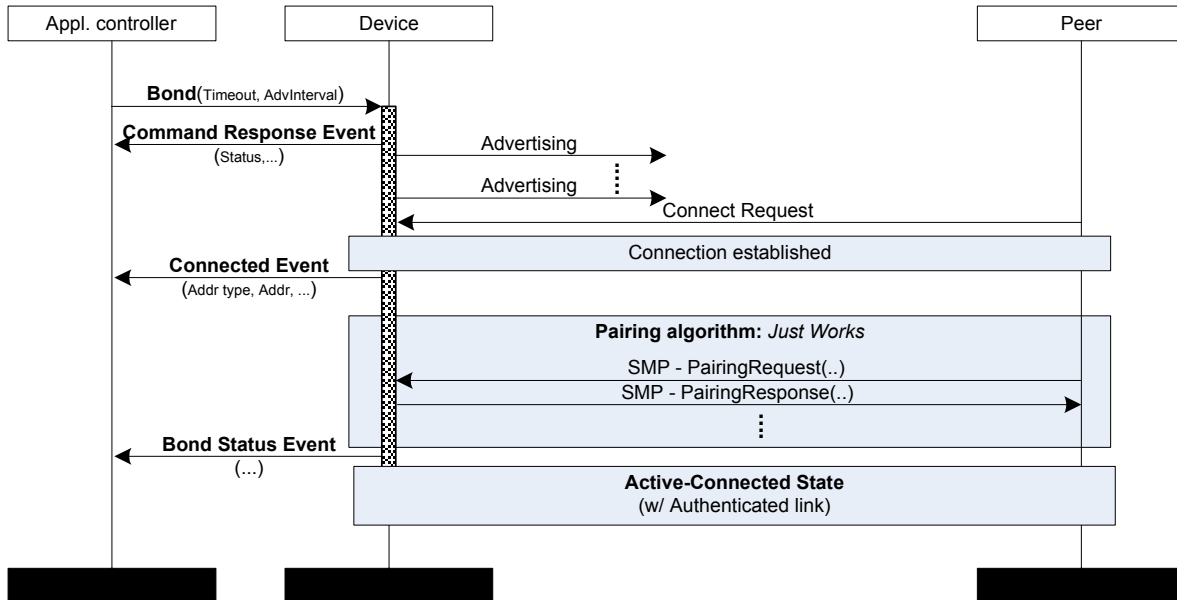 Appl. controller
Device
Peer
Bond(Timeout, AdvInterval)
Command Response Event
(Status,...)
Advertising
Advertising
Connect Request
Connection established
Connected Event
(Addr type, Addr, ...)
Pairing algorithm: Just Works
SMP - PairingRequest(..)
SMP - PairingResponse(..)
Bond Status Event
(...)
Active-Connected State
(w/ Authenticated link)